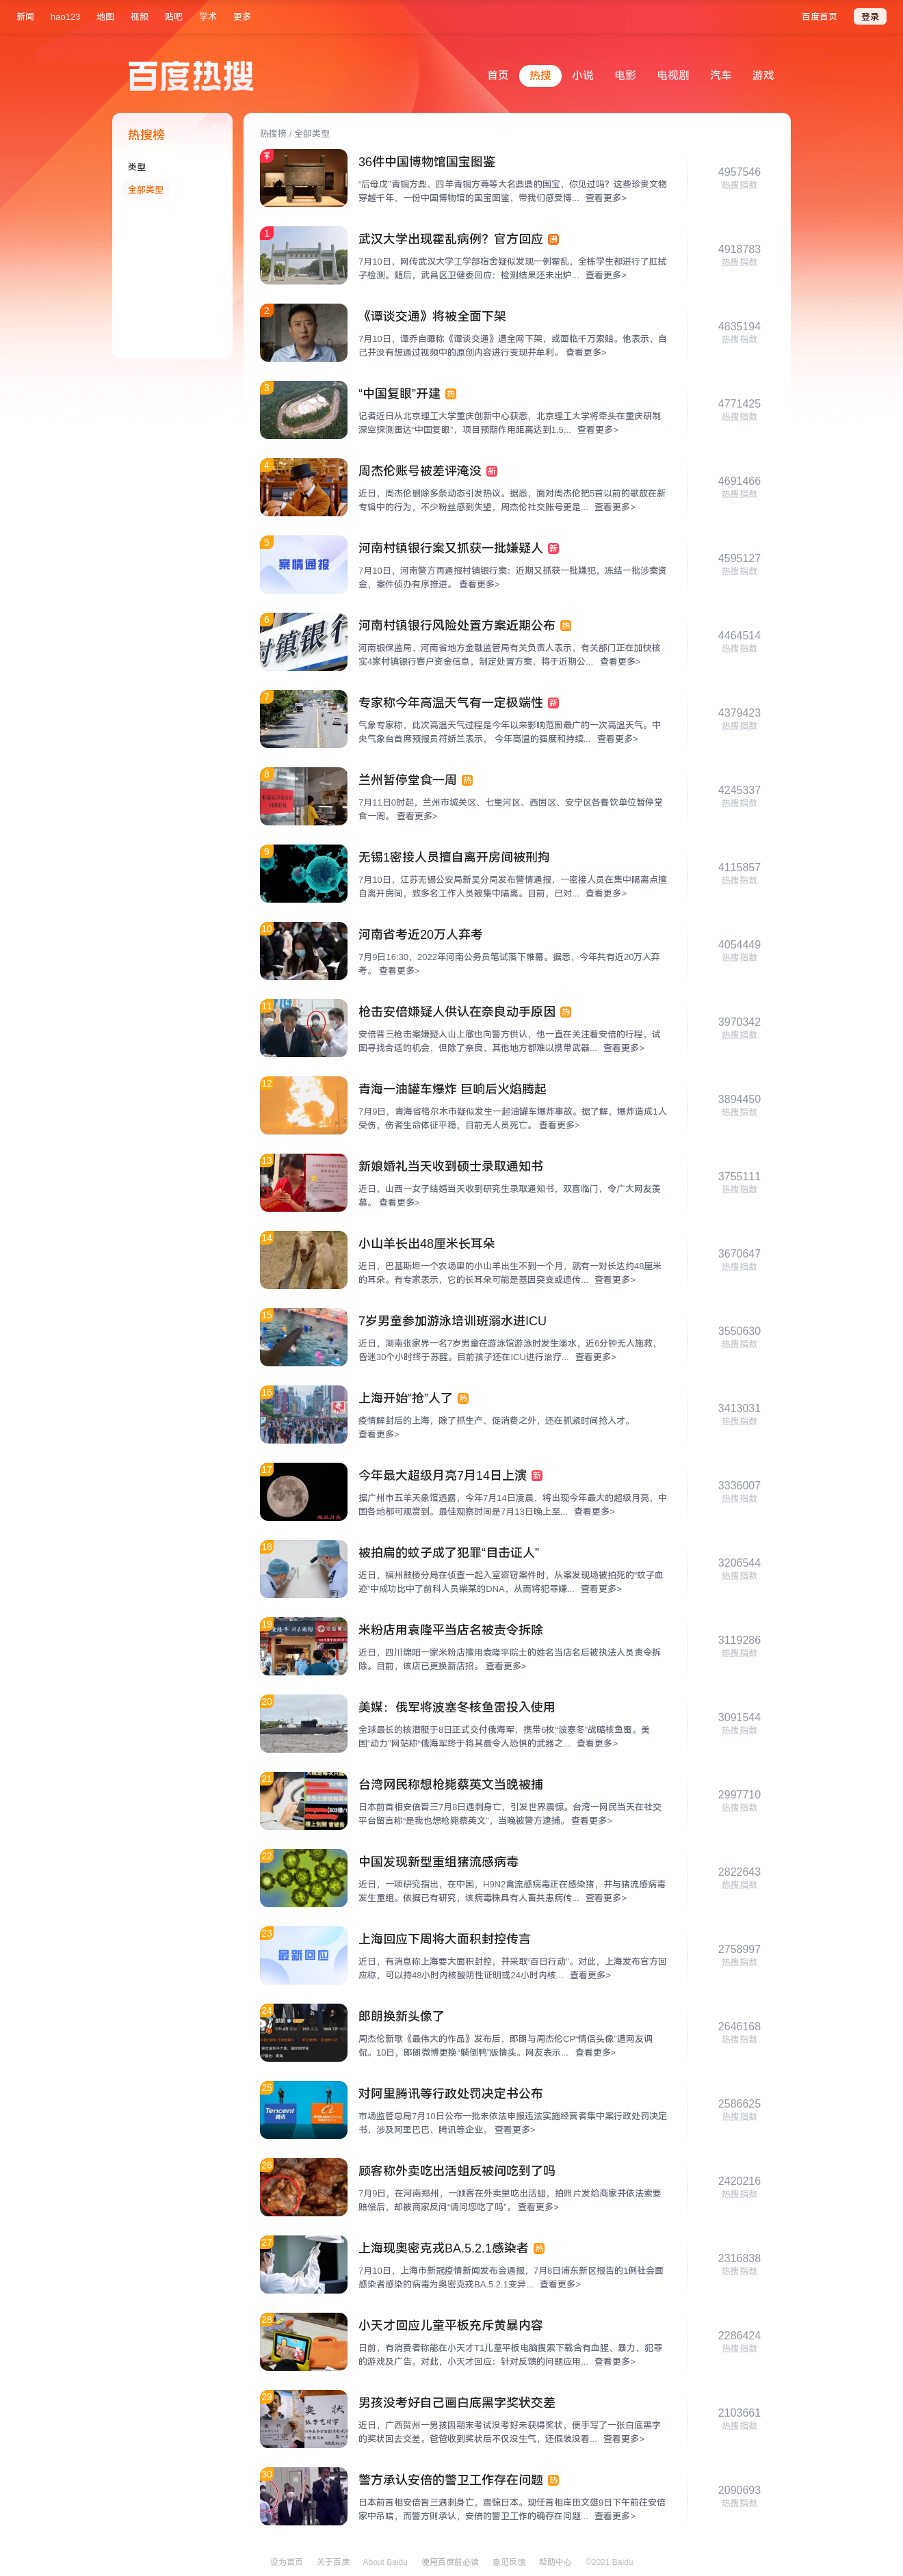 新闻 hao123 地图 视频 贴吧 学术 更多 百度首页 登录
百度热搜
首页 热搜 小说 电影 电视剧 汽车 游戏
热搜榜
类型
全部类型
热搜榜 / 全部类型
36件中国博物馆国宝图鉴
“后母戊”青铜方鼎、四羊青铜方尊等大名鼎鼎的国宝，你见过吗？这些珍贵文物
穿越千年，一份中国博物馆的国宝图鉴，带我们感受博... 查看更多>
4957546
热搜指数
1
武汉大学出现霍乱病例？官方回应 沸
7月10日，网传武汉大学工学部宿舍疑似发现一例霍乱，全栋学生都进行了肛拭
子检测。随后，武昌区卫健委回应：检测结果还未出炉... 查看更多>
4918783
热搜指数
2
《谭谈交通》将被全面下架
7月10日，谭乔自曝称《谭谈交通》遭全网下架，或面临千万索赔。他表示，自
己并没有想通过视频中的原创内容进行变现并牟利。 查看更多>
4835194
热搜指数
3
“中国复眼”开建 热
记者近日从北京理工大学重庆创新中心获悉，北京理工大学将牵头在重庆研制
深空探测雷达“中国复眼”，项目预期作用距离达到1.5... 查看更多>
4771425
热搜指数
4
周杰伦账号被差评淹没 新
近日，周杰伦删除多条动态引发热议。据悉，面对周杰伦把5首以前的歌放在新
专辑中的行为，不少粉丝感到失望，周杰伦社交账号更是... 查看更多>
4691466
热搜指数
5
案情通报
河南村镇银行案又抓获一批嫌疑人 新
7月10日，河南警方再通报村镇银行案：近期又抓获一批嫌犯，冻结一批涉案资
金，案件侦办有序推进。 查看更多>
4595127
热搜指数
6
村镇银行
河南村镇银行风险处置方案近期公布 热
河南银保监局、河南省地方金融监管局有关负责人表示，有关部门正在加快核
实4家村镇银行客户资金信息，制定处置方案，将于近期公... 查看更多>
4464514
热搜指数
7
专家称今年高温天气有一定极端性 新
气象专家称，此次高温天气过程是今年以来影响范围最广的一次高温天气。中
央气象台首席预报员符娇兰表示， 今年高温的强度和持续... 查看更多>
4379423
热搜指数
8
兰州暂停堂食一周 热
7月11日0时起，兰州市城关区、七里河区、西固区、安宁区各餐饮单位暂停堂
食一周。 查看更多>
4245337
热搜指数
9
无锡1密接人员擅自离开房间被刑拘
7月10日，江苏无锡公安局新吴分局发布警情通报，一密接人员在集中隔离点擅
自离开房间，致多名工作人员被集中隔离。目前，已对... 查看更多>
4115857
热搜指数
10
河南省考近20万人弃考
7月9日16:30，2022年河南公务员笔试落下帷幕。据悉，今年共有近20万人弃
考。 查看更多>
4054449
热搜指数
11
枪击安倍嫌疑人供认在奈良动手原因 热
安倍晋三枪击案嫌疑人山上徹也向警方供认，他一直在关注着安倍的行程，试
图寻找合适的机会，但除了奈良，其他地方都难以携带武器... 查看更多>
3970342
热搜指数
12
青海一油罐车爆炸 巨响后火焰腾起
7月9日，青海省格尔木市疑似发生一起油罐车爆炸事故。据了解，爆炸造成1人
受伤，伤者生命体征平稳，目前无人员死亡。 查看更多>
3894450
热搜指数
13
新娘婚礼当天收到硕士录取通知书
近日，山西一女子结婚当天收到研究生录取通知书，双喜临门，令广大网友羡
慕。 查看更多>
3755111
热搜指数
14
小山羊长出48厘米长耳朵
近日，巴基斯坦一个农场里的小山羊出生不到一个月，就有一对长达约48厘米
的耳朵。有专家表示，它的长耳朵可能是基因突变或遗传... 查看更多>
3670647
热搜指数
15
7岁男童参加游泳培训班溺水进ICU
近日，湖南张家界一名7岁男童在游泳馆游泳时发生溺水，近6分钟无人施救，
昏迷30个小时终于苏醒。目前孩子还在ICU进行治疗... 查看更多>
3550630
热搜指数
16
上海开始“抢”人了 热
疫情解封后的上海，除了抓生产、促消费之外，还在抓紧时间抢人才。
查看更多>
3413031
热搜指数
17
今年最大超级月亮7月14日上演 新
据广州市五羊天象馆透露，今年7月14日凌晨，将出现今年最大的超级月亮，中
国各地都可观赏到。最佳观察时间是7月13日晚上至... 查看更多>
3336007
热搜指数
18
被拍扁的蚊子成了犯罪“目击证人”
近日，福州鼓楼分局在侦查一起入室盗窃案件时，从案发现场被拍死的“蚊子血
迹”中成功比中了前科人员柴某的DNA，从而将犯罪嫌... 查看更多>
3206544
热搜指数
19
米粉店用袁隆平当店名被责令拆除
近日，四川绵阳一家米粉店擅用袁隆平院士的姓名当店名后被执法人员责令拆
除。目前，该店已更换新店招。 查看更多>
3119286
热搜指数
20
美媒：俄军将波塞冬核鱼雷投入使用
全球最长的核潜艇于8日正式交付俄海军，携带6枚“波塞冬”战略核鱼雷。美
国“动力”网站称“俄海军终于将其最令人恐惧的武器之... 查看更多>
3091544
热搜指数
21
台湾网民称想枪毙蔡英文当晚被捕
日本前首相安倍晋三7月8日遇刺身亡，引发世界震惊。台湾一网民当天在社交
平台留言称“是我也想枪毙蔡英文”，当晚被警方逮捕。 查看更多>
2997710
热搜指数
22
中国发现新型重组猪流感病毒
近日，一项研究指出，在中国，H9N2禽流感病毒正在感染猪，并与猪流感病毒
发生重组。依据已有研究，该病毒株具有人畜共患病传... 查看更多>
2822643
热搜指数
23
最新回应
上海回应下周将大面积封控传言
近日，有消息称上海要大面积封控，并采取“百日行动”。对此，上海发布官方回
应称，可以持48小时内核酸阴性证明或24小时内核... 查看更多>
2758997
热搜指数
24
郎朗换新头像了
周杰伦新歌《最伟大的作品》发布后，郎朗与周杰伦CP“情侣头像”遭网友调
侃。10日，郎朗微博更换“躺倒鸭”版情头。网友表示... 查看更多>
2646168
热搜指数
25
Tencent 腾讯
对阿里腾讯等行政处罚决定书公布
市场监管总局7月10日公布一批未依法申报违法实施经营者集中案行政处罚决定
书，涉及阿里巴巴、腾讯等企业。 查看更多>
2586625
热搜指数
26
顾客称外卖吃出活蛆反被问吃到了吗
7月9日，在河南郑州，一顾客在外卖里吃出活蛆，拍照片发给商家并依法索要
赔偿后，却被商家反问“请问您吃了吗”。 查看更多>
2420216
热搜指数
27
上海现奥密克戎BA.5.2.1感染者 热
7月10日，上海市新冠疫情新闻发布会通报，7月8日浦东新区报告的1例社会面
感染者感染的病毒为奥密克戎BA.5.2.1变异... 查看更多>
2316838
热搜指数
28
小天才回应儿童平板充斥黄暴内容
日前，有消费者称能在小天才T1儿童平板电脑搜索下载含有血腥、暴力、犯罪
的游戏及广告。对此，小天才回应：针对反馈的问题应用... 查看更多>
2286424
热搜指数
29
奖状
男孩没考好自己画白底黑字奖状交差
近日，广西贺州一男孩因期末考试没考好未获得奖状，便手写了一张白底黑字
的奖状回去交差。爸爸收到奖状后不仅没生气，还假装没看... 查看更多>
2103661
热搜指数
30
警方承认安倍的警卫工作存在问题 热
日本前首相安倍晋三遇刺身亡，震惊日本。现任首相岸田文雄9日下午前往安倍
家中吊唁，而警方则承认，安倍的警卫工作的确存在问题... 查看更多>
2090693
热搜指数
设为首页 关于百度 About Baidu 使用百度前必读 意见反馈 帮助中心 ©2021 Baidu